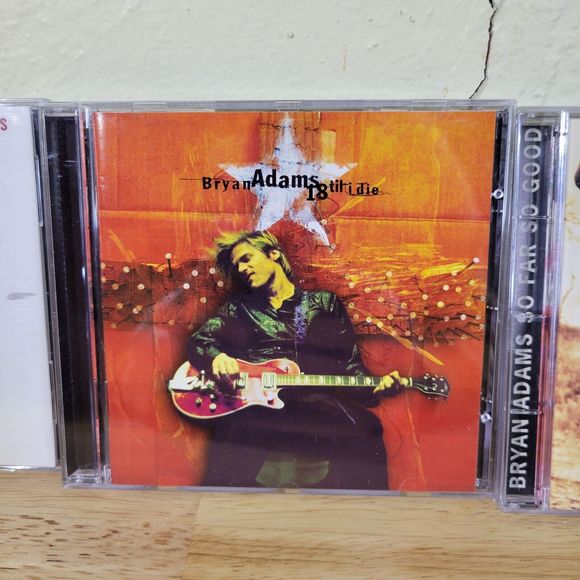 S
Bryan Adams 18 til i die
BRYAN ADAMS SO FAR SO GOOD